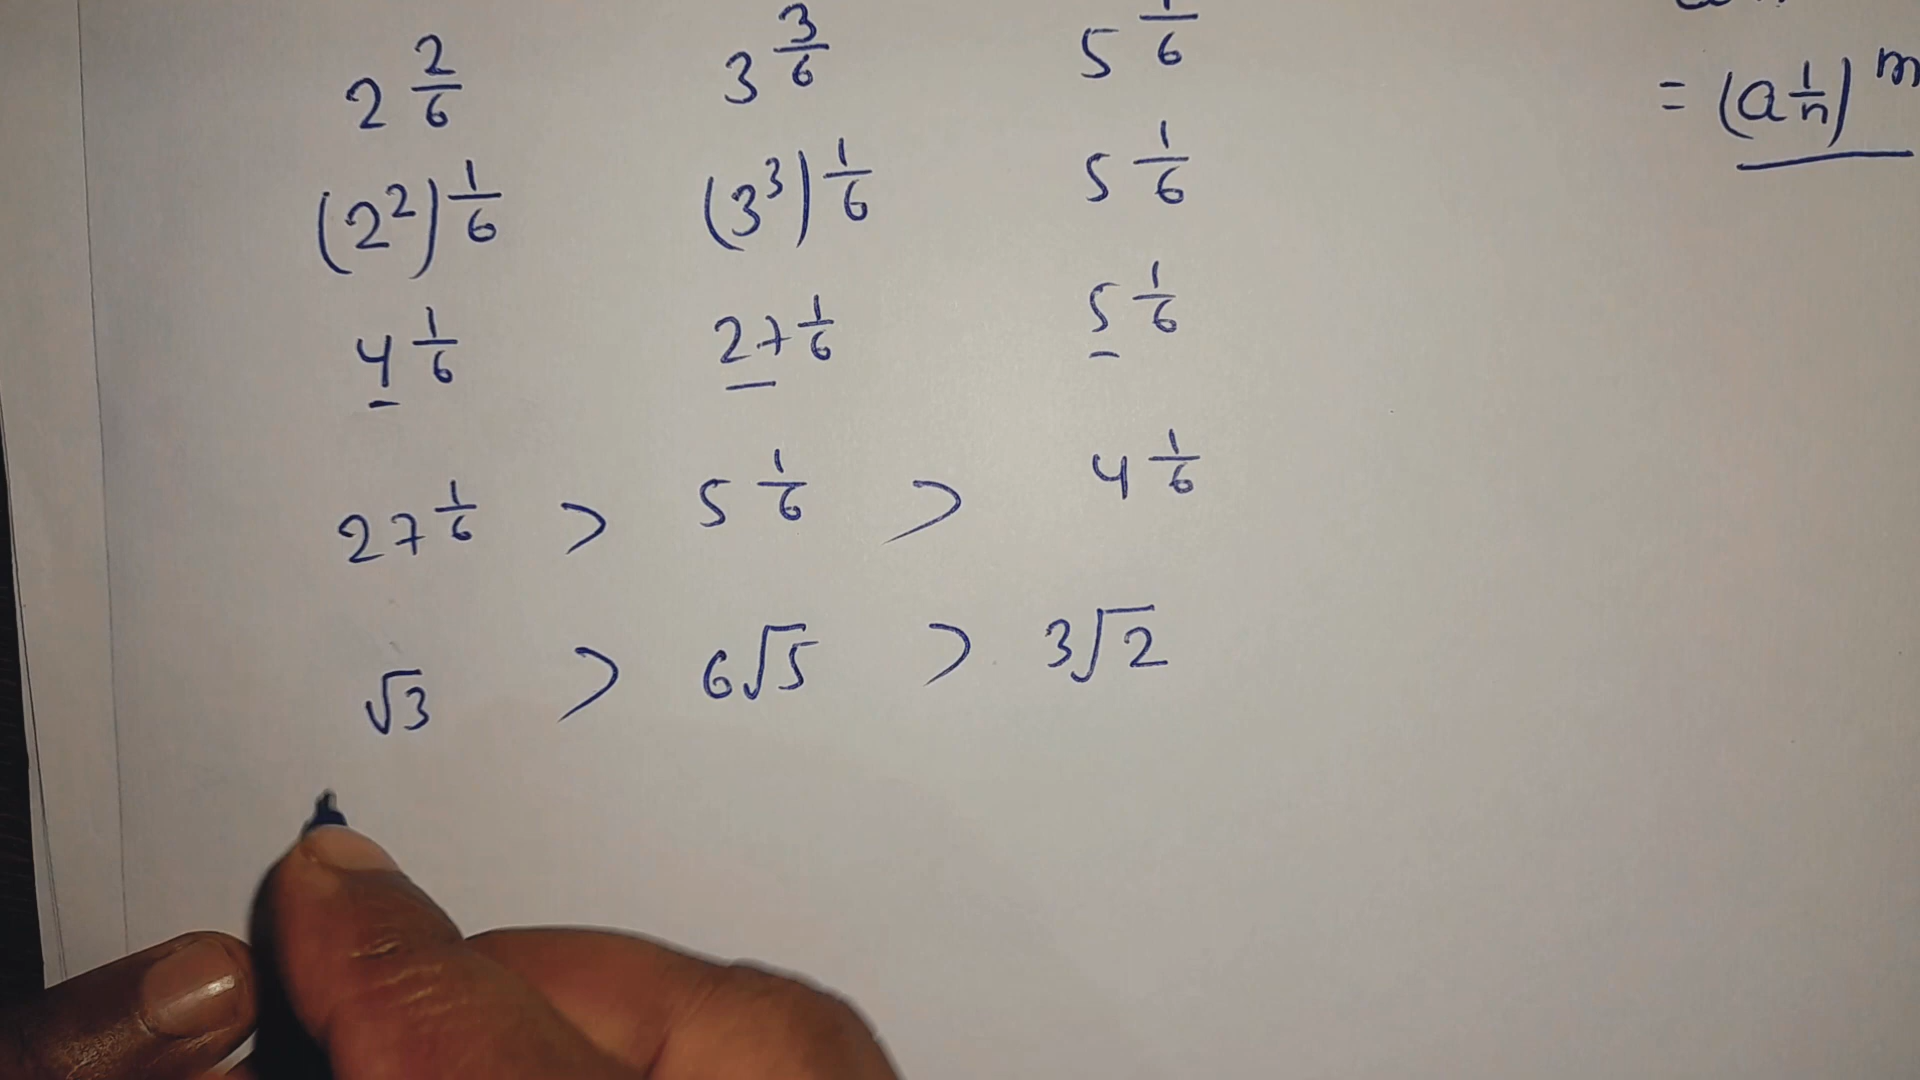 2^(2/6) 3^(3/6) 5^(1/6)
= (a^(1/n))^m
(2²)^(1/6) (3³)^(1/6) 5^(1/6)
4^(1/6) 27^(1/6) 5^(1/6)
27^(1/6) > 5^(1/6) > 4^(1/6)
√3 > 6√5 > 3√2